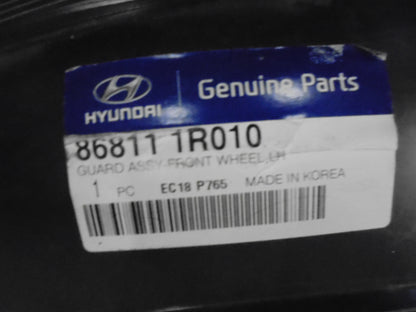 HYUNDAI
Genuine Parts
86811 1R010
GUARD ASSY-FRONT WHEEL,LH
1 PC EC18 P765 MADE IN KOREA